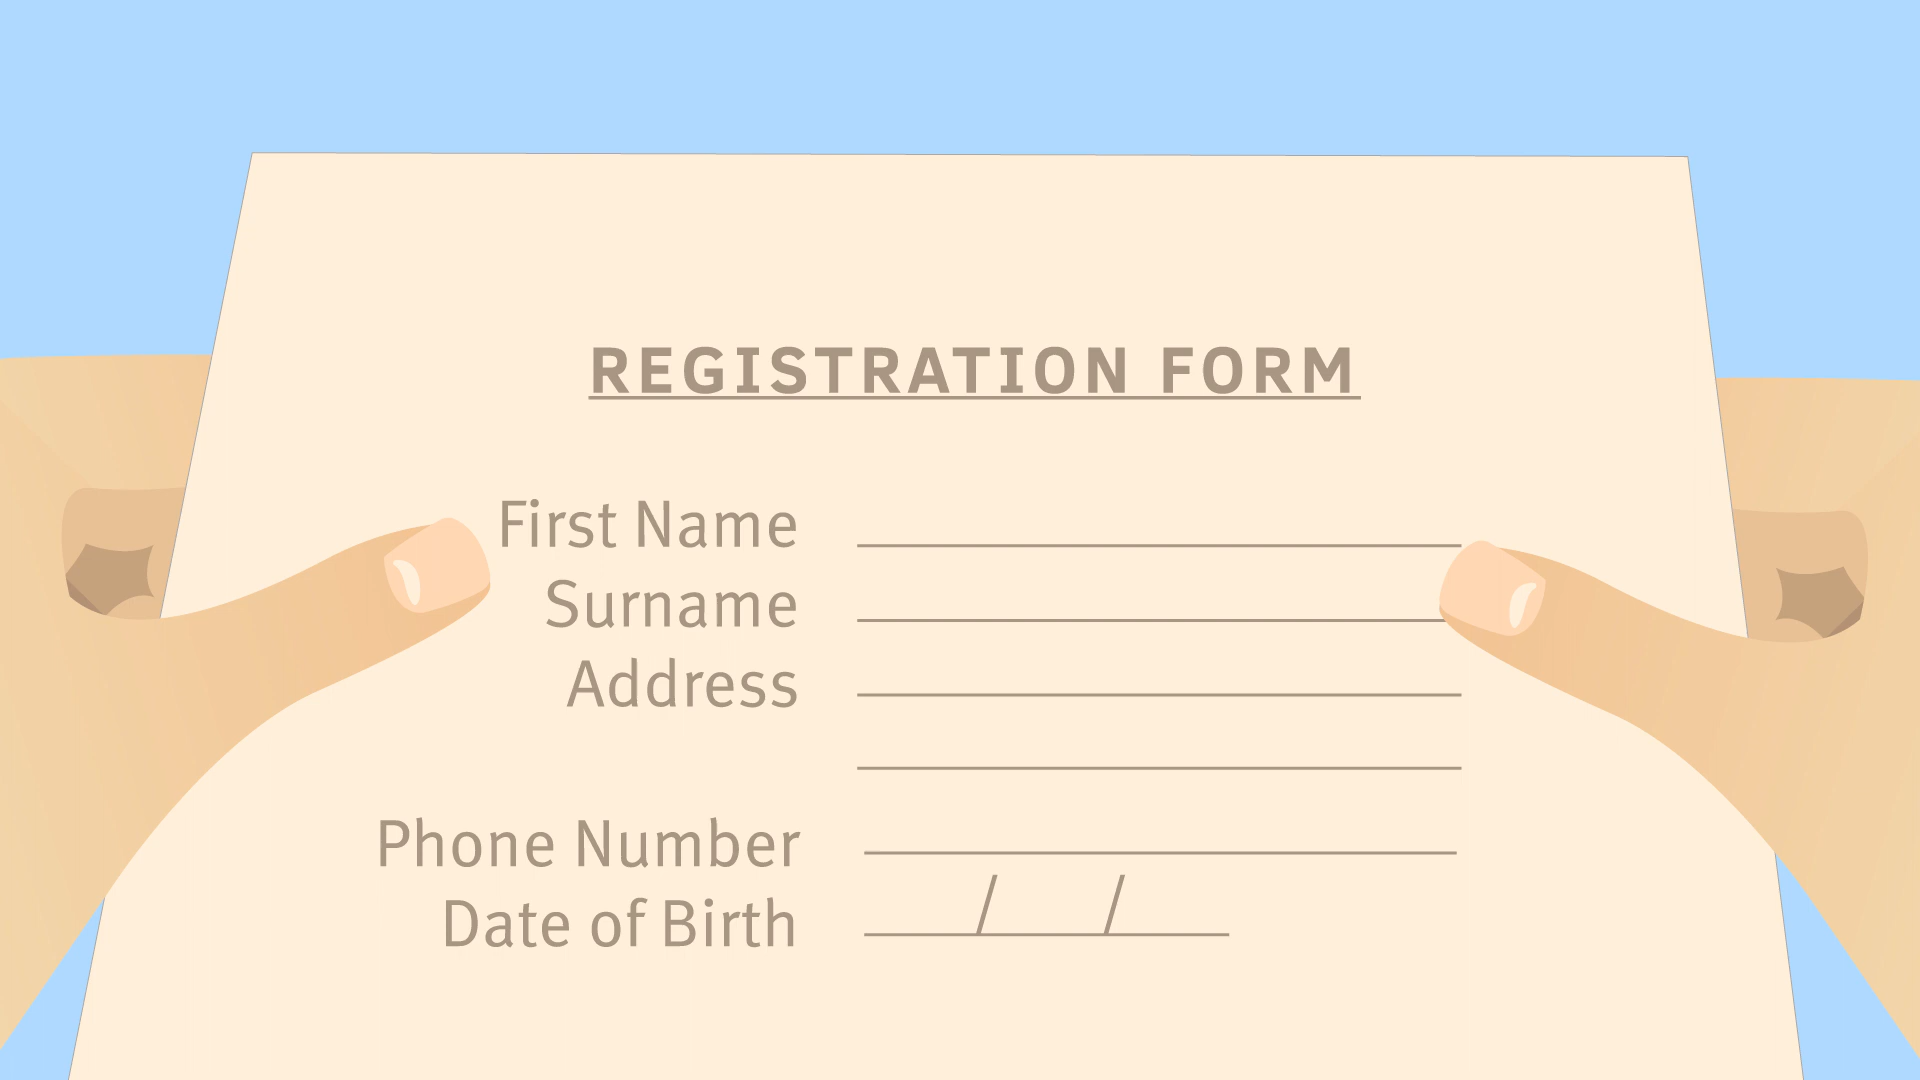 REGISTRATION FORM
First Name
Surname
Address
Phone Number
Date of Birth / /